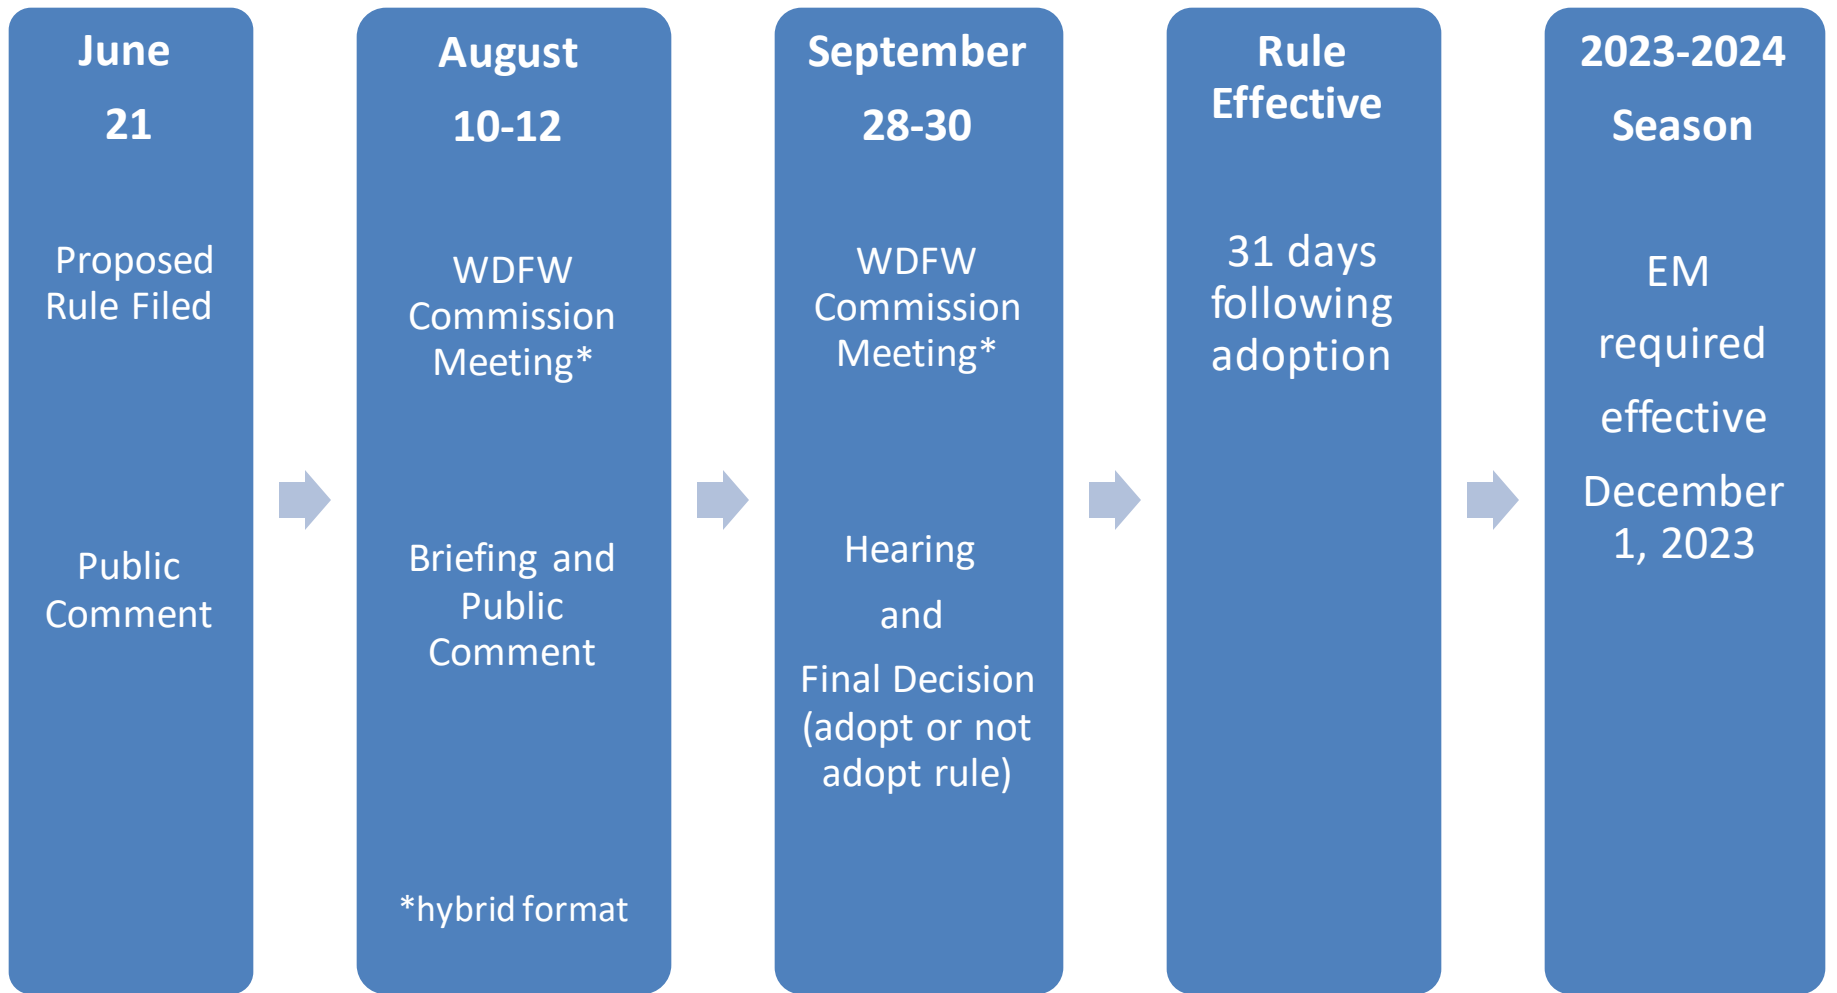 June
21
Proposed
Rule Filed
Public
Comment
August
10-12
WDFW
Commission
Meeting*
Briefing and
Public
Comment
*hybrid format
September
28-30
WDFW
Commission
Meeting*
Hearing
and
Final Decision
(adopt or not
adopt rule)
Rule
Effective
31 days
following
adoption
2023-2024
Season
EM
required
effective
December
1, 2023